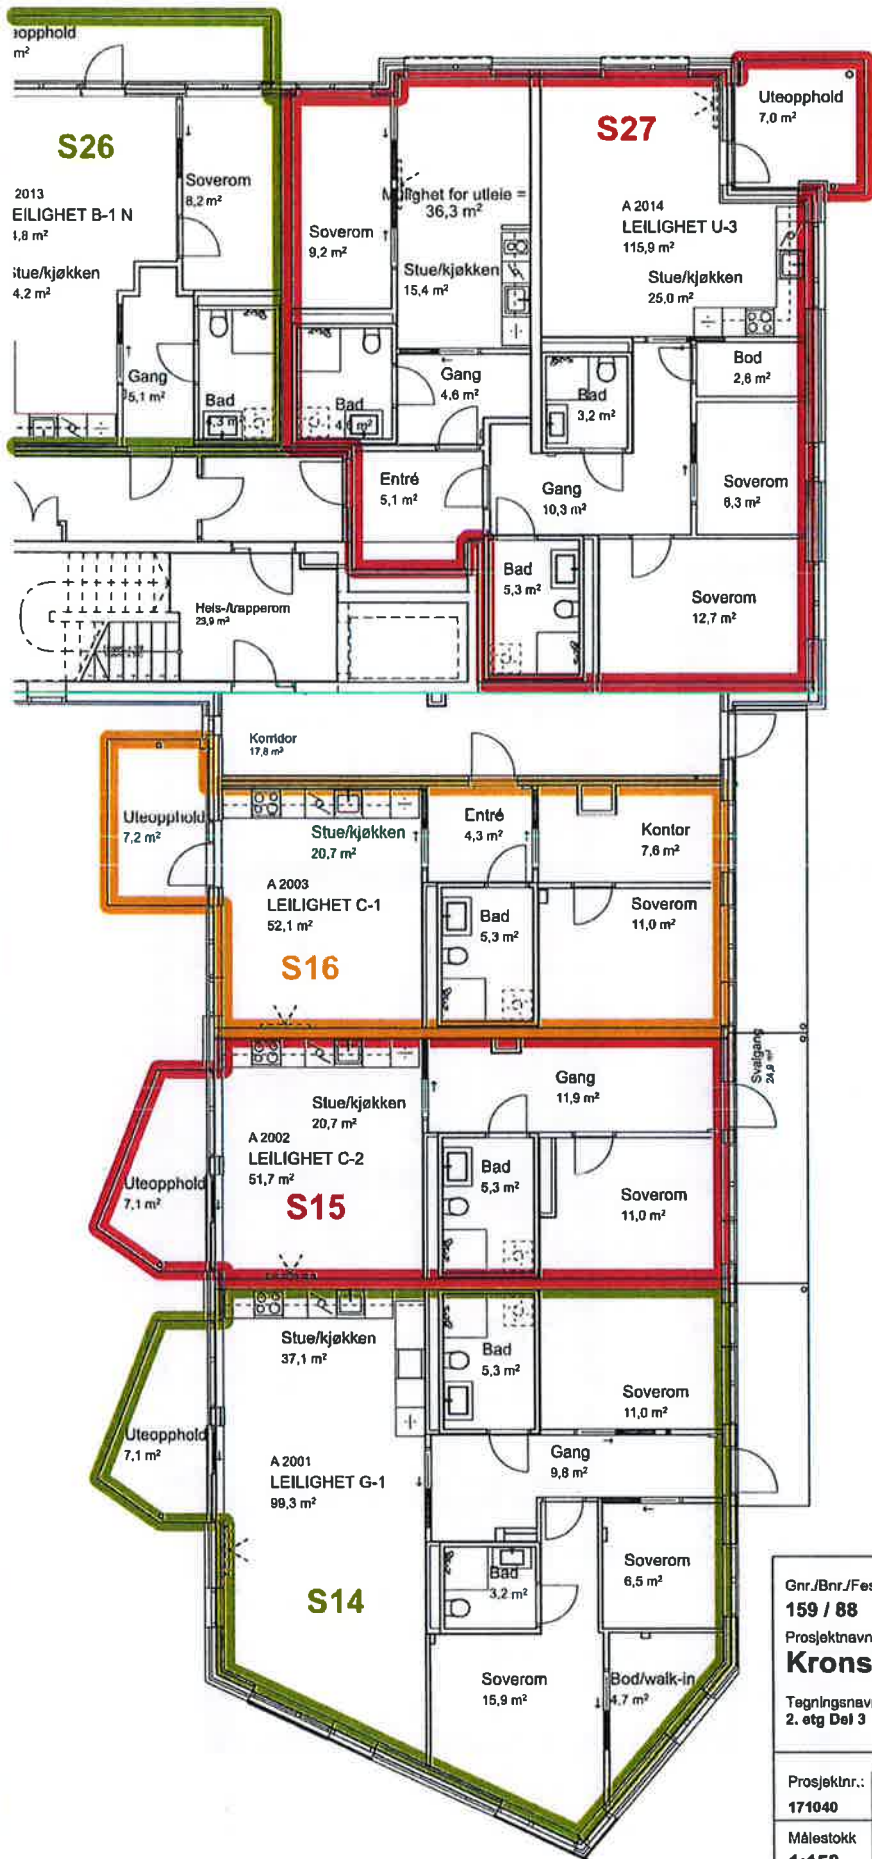 m²
S26
Soverom
8,2 m²
2013
EILIGHET B-1 N
Stue/kjøkken
4,2 m²
Gang
5,1 m²
Bad
4,3 m²
S27
Uteopphold
7,0 m²
Soverom
9,2 m²
Mulighet for utleie =
36,3 m²
Stue/kjøkken
15,4 m²
A 2014
LEILIGHET U-3
115,9 m²
Stue/kjøkken
25,0 m²
Gang
4,6 m²
Bad
Bad
3,2 m²
Bod
2,6 m²
Entré
5,1 m²
Gang
10,3 m²
Soverom
8,3 m²
Bad
5,3 m²
Soverom
12,7 m²
Heis-/trapperom
23,9 m²
Korridor
17,8 m²
Uteopphold
7,2 m²
Stue/kjøkken
20,7 m²
Entré
4,3 m²
Kontor
7,6 m²
A 2003
LEILIGHET C-1
52,1 m²
Bad
5,3 m²
Soverom
11,0 m²
S16
Svalgang
24,9 m²
Stue/kjøkken
20,7 m²
Gang
11,9 m²
A 2002
LEILIGHET C-2
51,7 m²
Bad
5,3 m²
Uteopphold
7,1 m²
Soverom
11,0 m²
S15
Stue/kjøkken
37,1 m²
Bad
5,3 m²
Soverom
11,0 m²
Uteopphold
7,1 m²
A 2001
LEILIGHET G-1
99,3 m²
Gang
9,8 m²
S14
Bad
3,2 m²
Soverom
6,5 m²
Soverom
15,9 m²
Bod/walk-in
4,7 m²
Gnr./Bnr./Fes
159 / 88
Prosjektnavn
Krons
Tegningsnavn
2. etg Del 3
Prosjektnr.:
171040
Målestokk